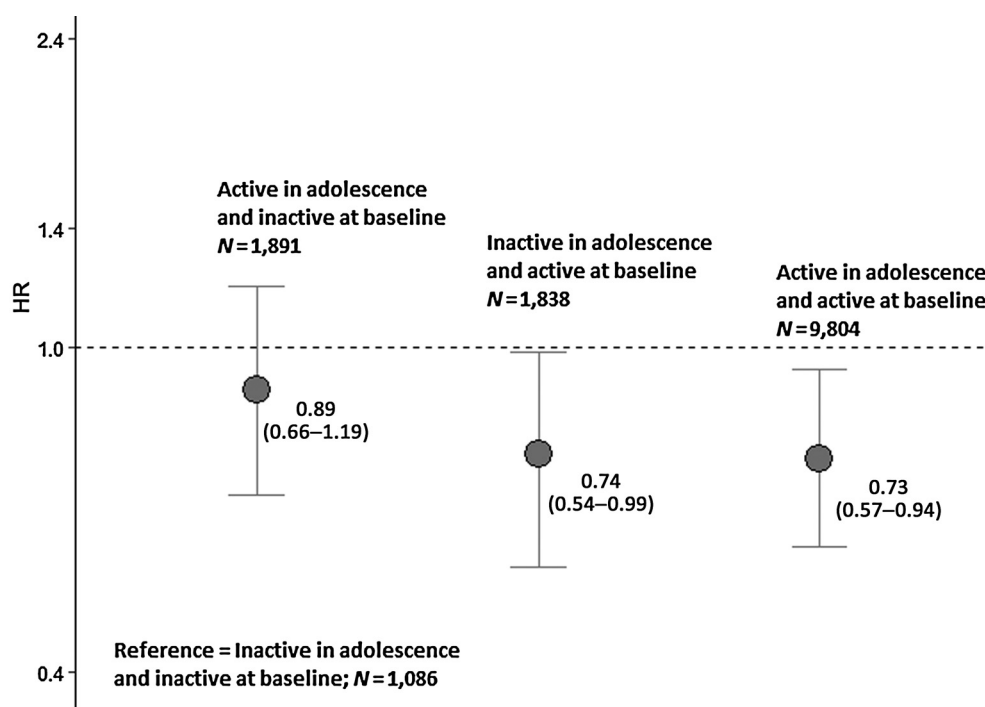 2.4
Active in adolescence
and inactive at baseline
N=1,891
1.4
Inactive in adolescence
and active at baseline
N=1,838
Active in adolescence
and active at baseline
N=9,804
HR
1.0
0.89
(0.66–1.19)
0.74
(0.54–0.99)
0.73
(0.57–0.94)
Reference = Inactive in adolescence
and inactive at baseline; N=1,086
0.4